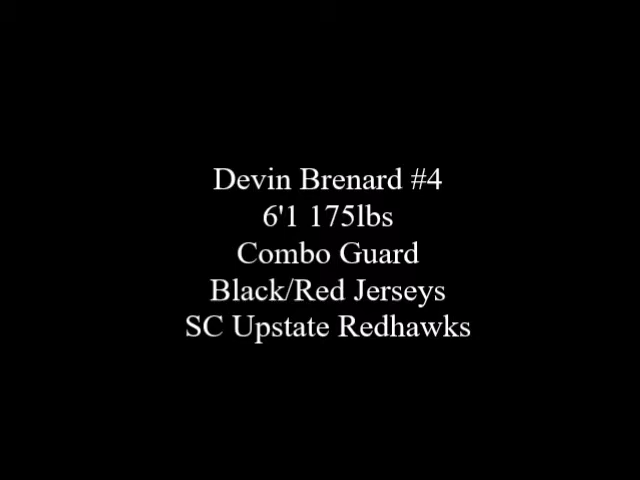 Devin Brenard #4
6'1 175lbs
Combo Guard
Black/Red Jerseys
SC Upstate Redhawks